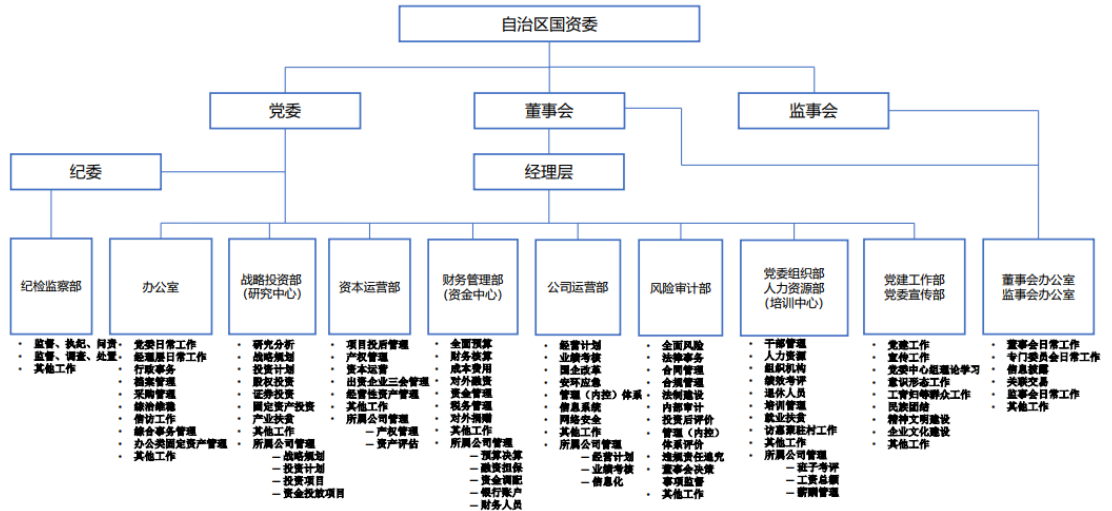 自治区国资委
党委
董事会
监事会
纪委
经理层
纪检监察部
办公室
战略投资部
(研究中心)
资本运营部
财务管理部
(资金中心)
公司运营部
风险审计部
党委组织部
人力资源部
(培训中心)
党建工作部
党委宣传部
董事会办公室
监事会办公室
• 监督、执纪、问责
• 监督、调查、处置
• 其他工作
• 党委日常工作
• 经理层日常工作
• 行政事务
• 档案管理
• 采购管理
• 综治维稳
• 信访工作
• 综合事务管理
• 办公类固定资产管理
• 其他工作
• 研究分析
• 战略规划
• 投资计划
• 股权投资
• 证券投资
• 固定资产投资
• 产业扶贫
• 其他工作
• 所属公司管理
— 战略规划
— 投资计划
— 投资项目
— 资金投放项目
• 项目投后管理
• 产权管理
• 资本运营
• 出资企业三会管理
• 经营性资产管理
• 其他工作
• 所属公司管理
— 产权管理
— 资产评估
• 全面预算
• 财务核算
• 成本费用
• 对外融资
• 资金管理
• 税务管理
• 对外捐赠
• 其他工作
• 所属公司管理
— 预算决算
— 融资担保
— 资金调配
— 银行账户
— 财务人员
• 经营计划
• 业绩考核
• 国企改革
• 安环应急
• 管理（内控）体系
• 信息系统
• 网络安全
• 其他工作
• 所属公司管理
— 经营计划
— 业绩考核
— 信息化
• 全面风险
• 法律事务
• 合同管理
• 合规管理
• 法制建设
• 内部审计
• 投资后评价
• 管理（内控）
体系评价
• 违规责任追究
• 董事会决策
事项监督
• 其他工作
• 干部管理
• 人力资源
• 组织机构
• 绩效考评
• 退休人员
• 培训管理
• 就业扶贫
• 访惠聚驻村工作
• 其他工作
• 所属公司管理
— 班子考评
— 工资总额
— 薪酬管理
• 党建工作
• 宣传工作
• 党委中心组理论学习
• 意识形态工作
• 工青妇等群众工作
• 民族团结
• 精神文明建设
• 企业文化建设
• 其他工作
• 董事会日常工作
• 专门委员会日常工作
• 信息披露
• 关联交易
• 监事会日常工作
• 其他工作